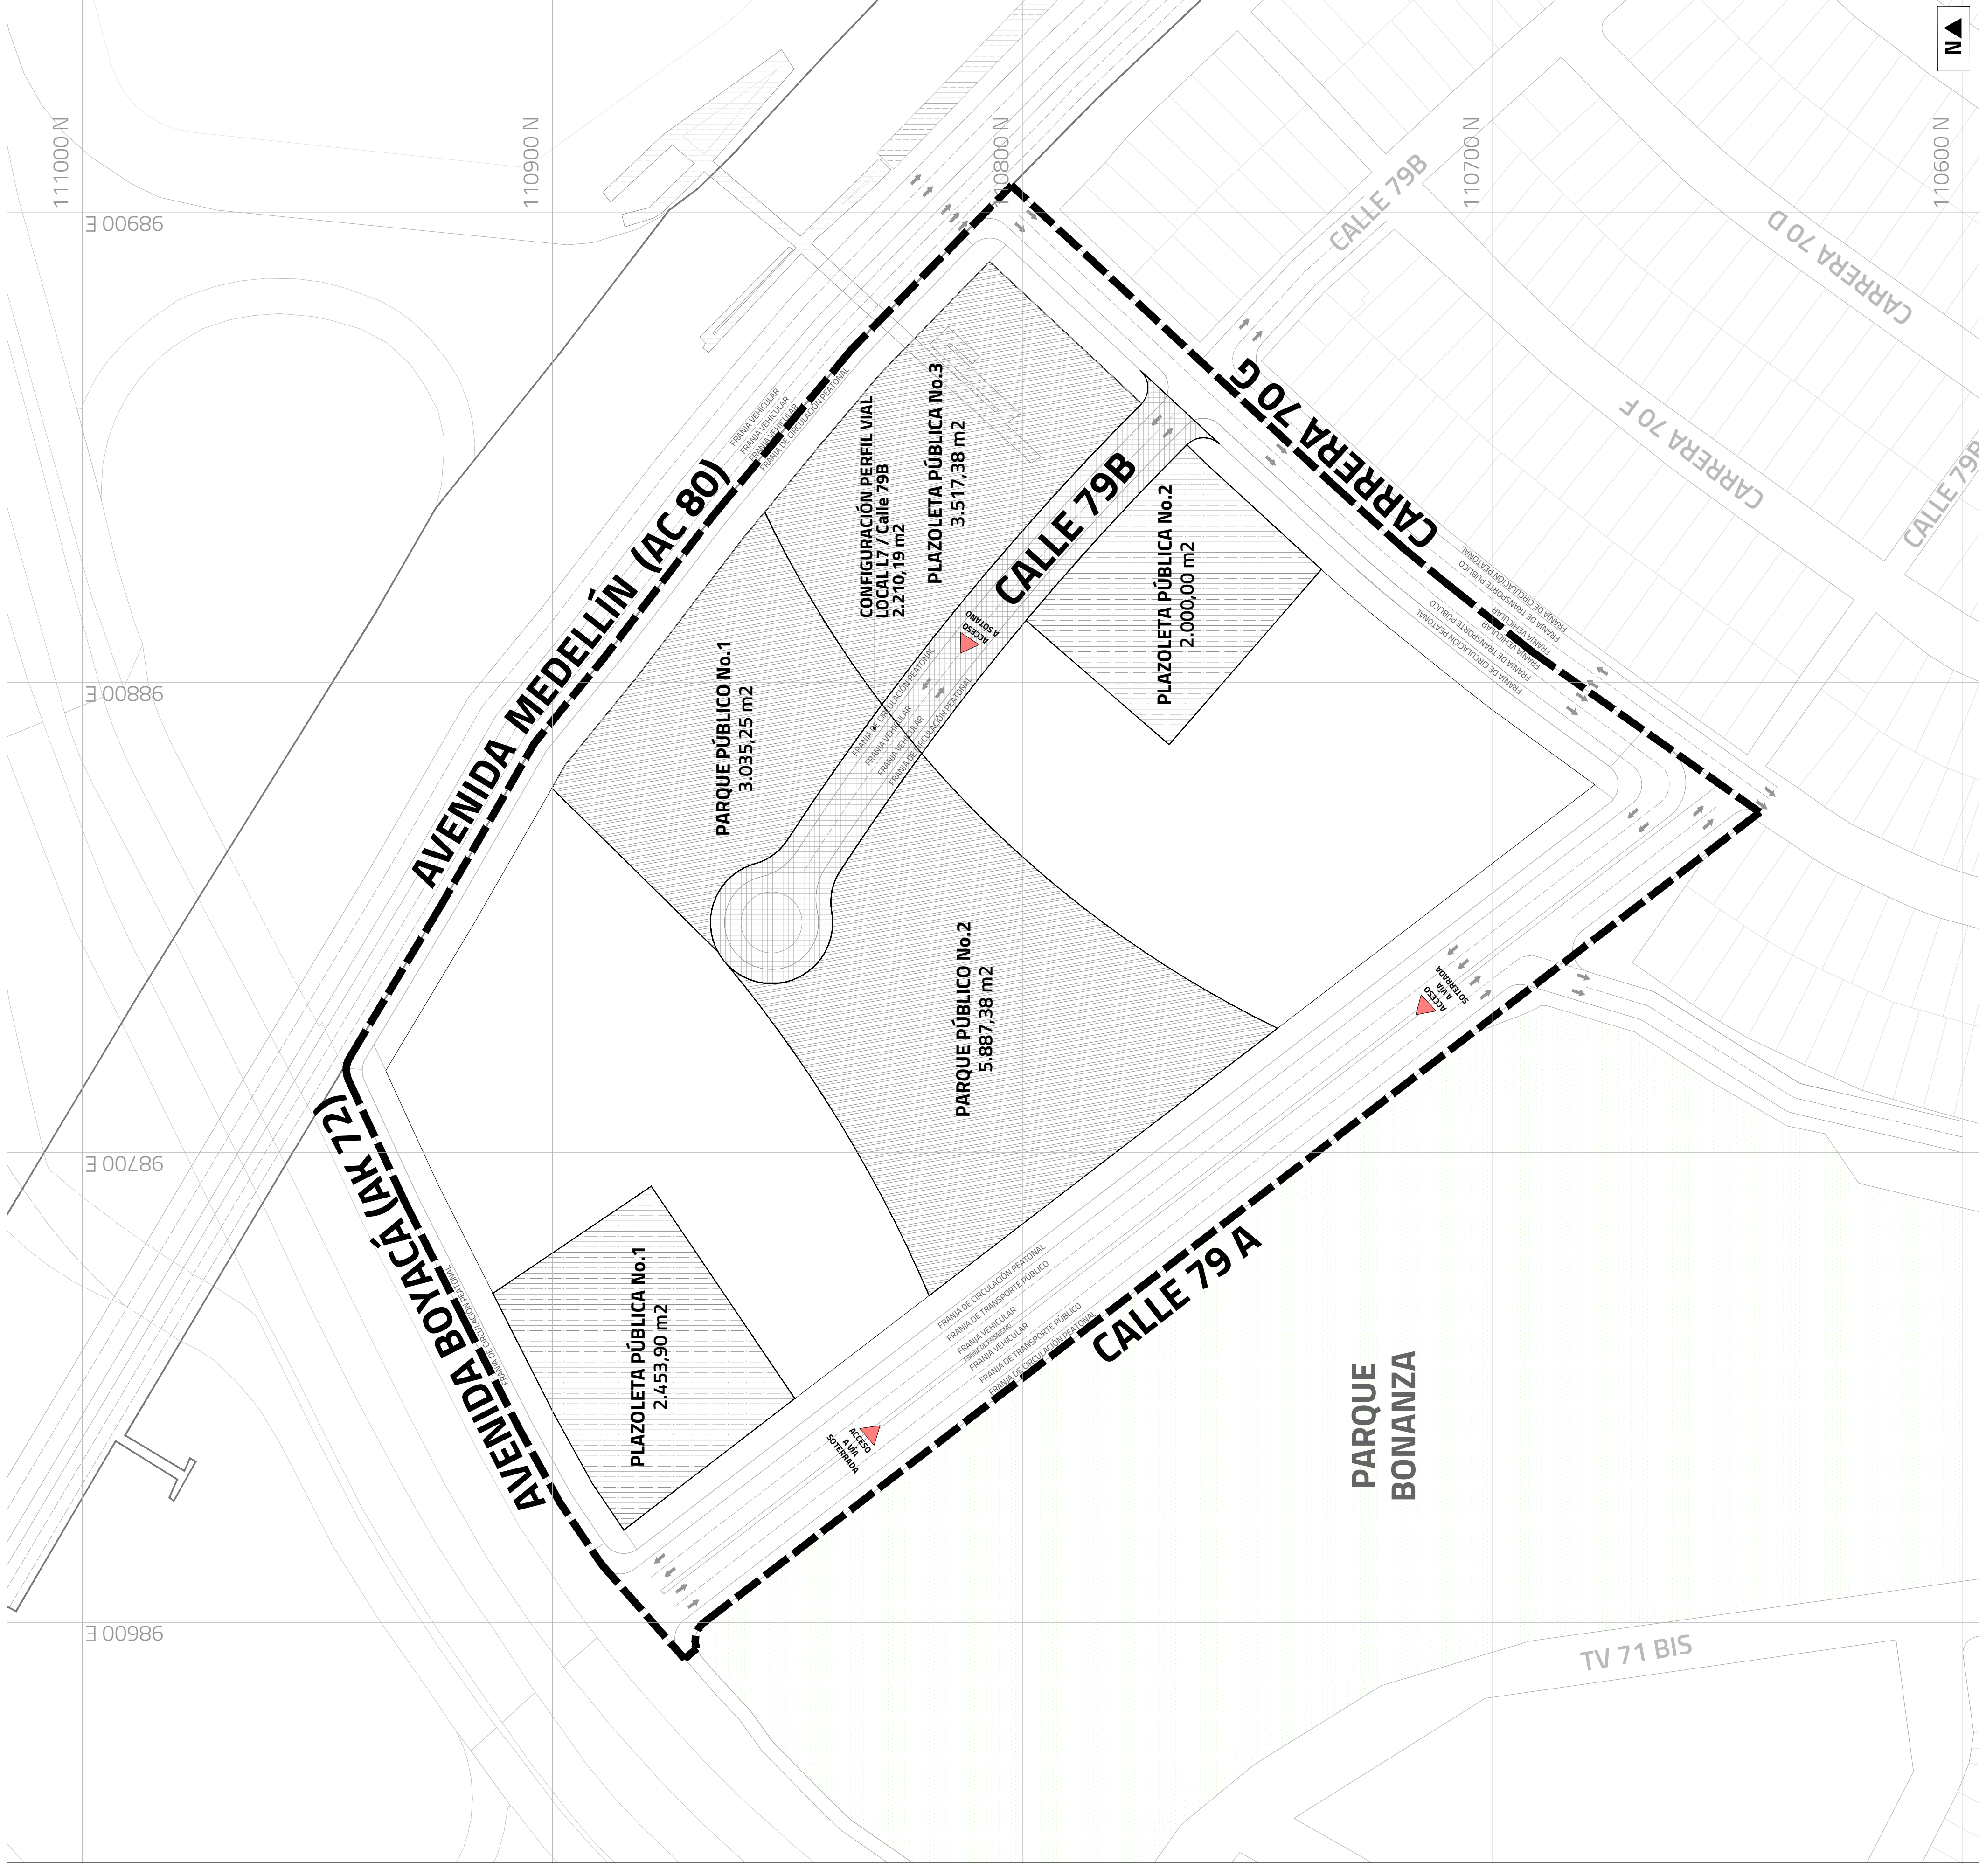 N
111000 N
110900 N
110800 N
110700 N
110600 N
98900 E
98800 E
98700 E
98600 E
AVENIDA MEDELLÍN (AC 80)
AVENIDA BOYACÁ (AK 72)
CARRERA 70 G
CALLE 79B
CALLE 79 A
CALLE 79B
CARRERA 70 D
CARRERA 70 F
CALLE 79B
TV 71 BIS
PARQUE
BONANZA
PARQUE PÚBLICO No.1
3.035,25 m2
CONFIGURACIÓN PERFIL VIAL
LOCAL L7 / Calle 79B
2.210,19 m2
PLAZOLETA PÚBLICA No.3
3.517,38 m2
PLAZOLETA PÚBLICA No.2
2.000,00 m2
PARQUE PÚBLICO No.2
5.887,38 m2
PLAZOLETA PÚBLICA No.1
2.453,90 m2
ACCESO
A SÓTANO
ACCESO
A VÍA
SOTERRADA
ACCESO
A VÍA
SOTERRADA
FRANJA VEHICULAR
FRANJA VEHICULAR
FRANJA VEHICULAR
FRANJA DE CIRCULACIÓN PEATONAL
FRANJA DE CIRCULACIÓN PEATONAL
FRANJA VEHICULAR
FRANJA VEHICULAR
FRANJA DE CIRCULACIÓN PEATONAL
FRANJA DE CIRCULACIÓN PEATONAL
FRANJA DE TRANSPORTE PÚBLICO
FRANJA VEHICULAR
FRANJA VEHICULAR
FRANJA DE TRANSPORTE PÚBLICO
FRANJA DE CIRCULACIÓN PEATONAL
FRANJA DE CIRCULACIÓN PEATONAL
FRANJA DE CIRCULACIÓN PEATONAL
FRANJA DE TRANSPORTE PÚBLICO
FRANJA VEHICULAR
FRANJA VEHICULAR
FRANJA DE TRANSPORTE PÚBLICO
FRANJA DE CIRCULACIÓN PEATONAL